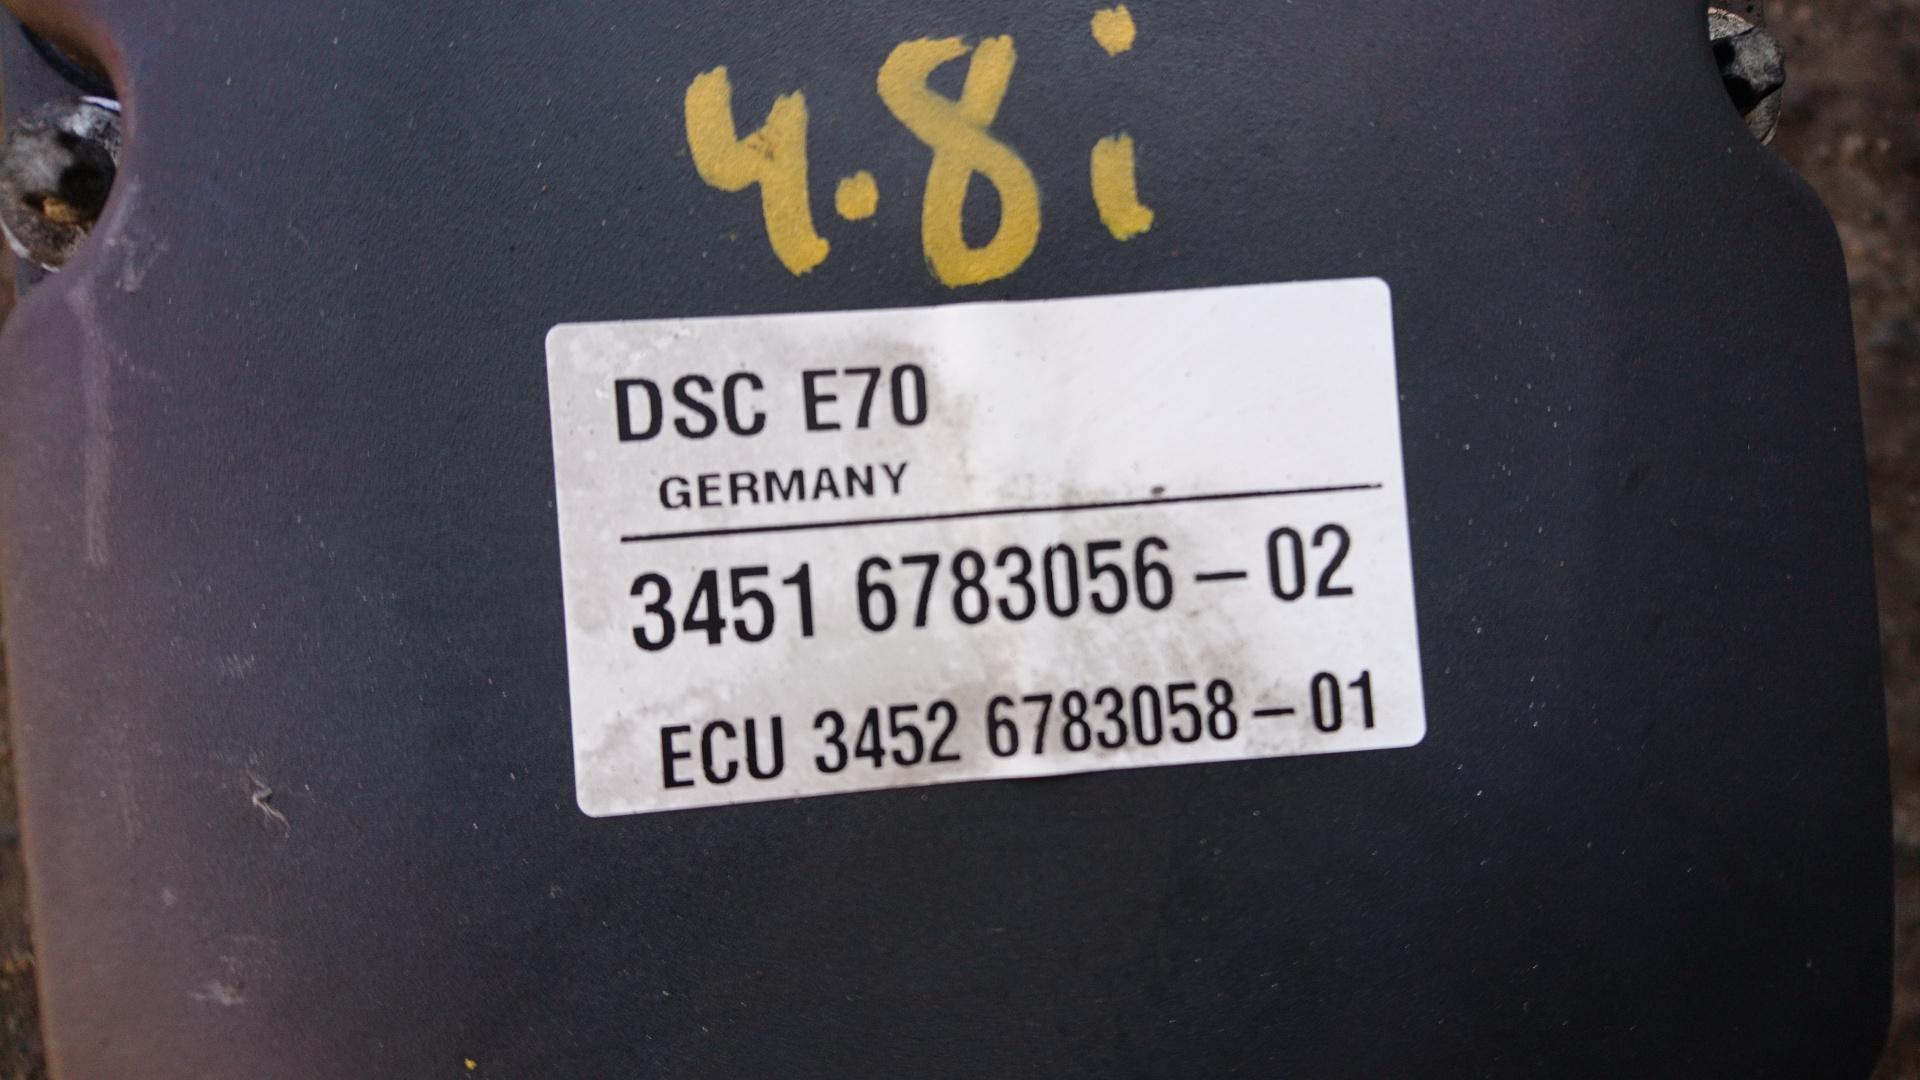 4.8i
DSC E70
GERMANY
3451 6783056 – 02
ECU 3452 6783058 – 01